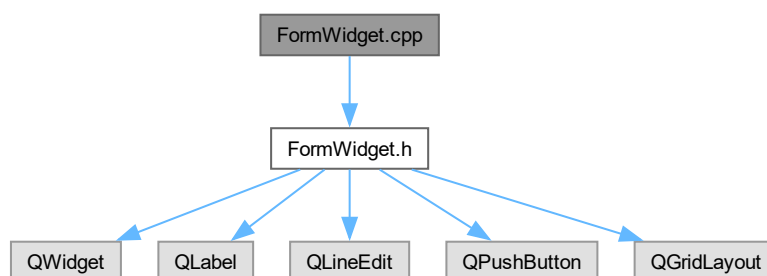 FormWidget.cpp
FormWidget.h
QWidget
QLabel
QLineEdit
QPushButton
QGridLayout